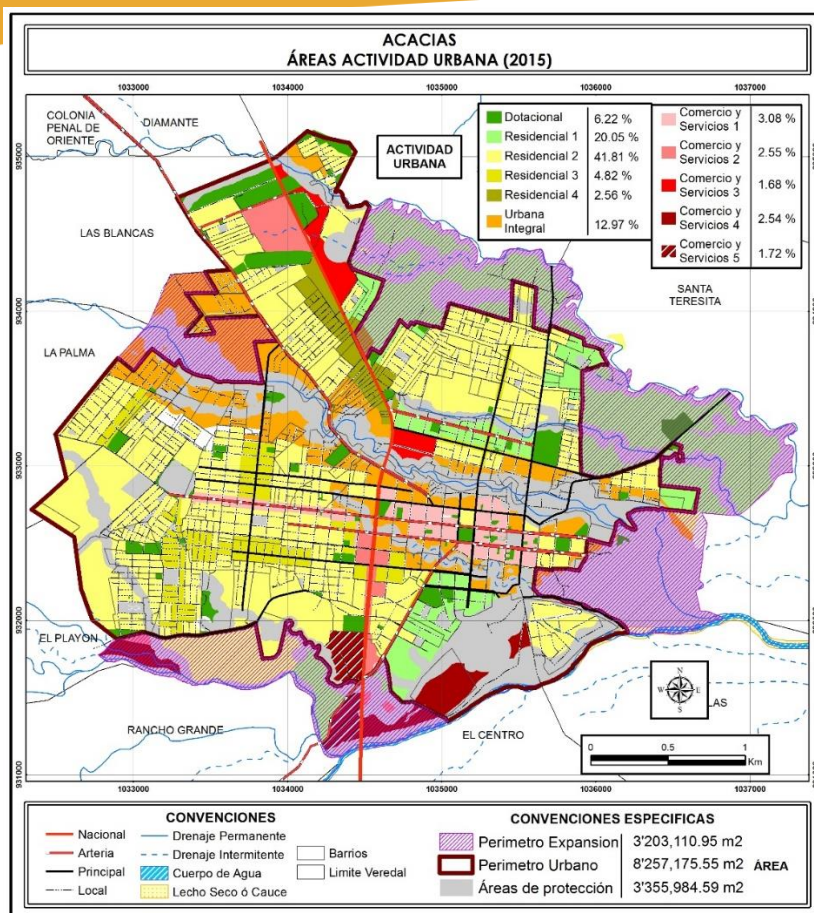 ACACIAS
ÁREAS ACTIVIDAD URBANA (2015)
1033000 1034000 1035000 1036000 1037000
COLONIA
PENAL DE
ORIENTE
DIAMANTE
ACTIVIDAD
URBANA
Dotacional 6.22 %
Residencial 1 20.05 %
Residencial 2 41.81 %
Residencial 3 4.82 %
Residencial 4 2.56 %
Urbana
Integral 12.97 %
Comercio y
Servicios 1 3.08 %
Comercio y
Servicios 2 2.55 %
Comercio y
Servicios 3 1.68 %
Comercio y
Servicios 4 2.54 %
Comercio y
Servicios 5 1.72 %
935000
LAS BLANCAS
SANTA
TERESITA
934000
LA PALMA
933000
932000
EL PLAYON
N
W E
S
AS
RANCHO GRANDE
EL CENTRO
0 0.5 1
Km
931000
1033000 1034000 1035000 1036000 1037000
CONVENCIONES
Nacional
Arteria
Principal
Local
Drenaje Permanente
Drenaje Intermitente
Cuerpo de Agua
Lecho Seco ó Cauce
Barrios
Limite Veredal
CONVENCIONES ESPECIFICAS
Perimetro Expansion 3'203,110.95 m2
Perimetro Urbano 8'257,175.55 m2 ÁREA
Áreas de protección 3'355,984.59 m2